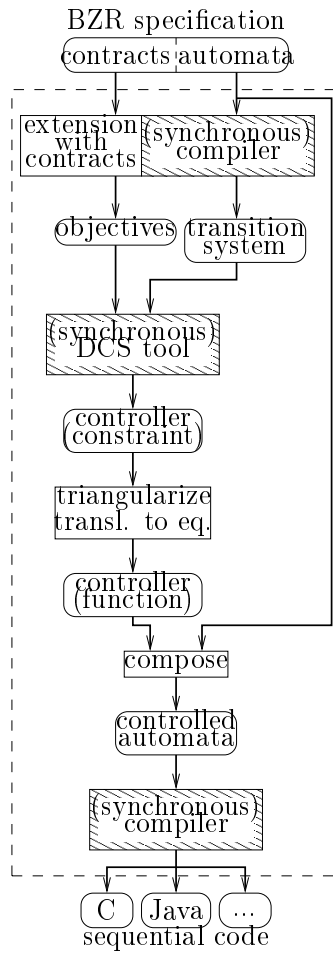 BZR specification
contracts automata
extension
with
contracts
(synchronous)
compiler
objectives
transition
system
(synchronous)
DCS tool
controller
(constraint)
triangularize
transl. to eq.
controller
(function)
compose
controlled
automata
(synchronous)
compiler
C Java ...
sequential code